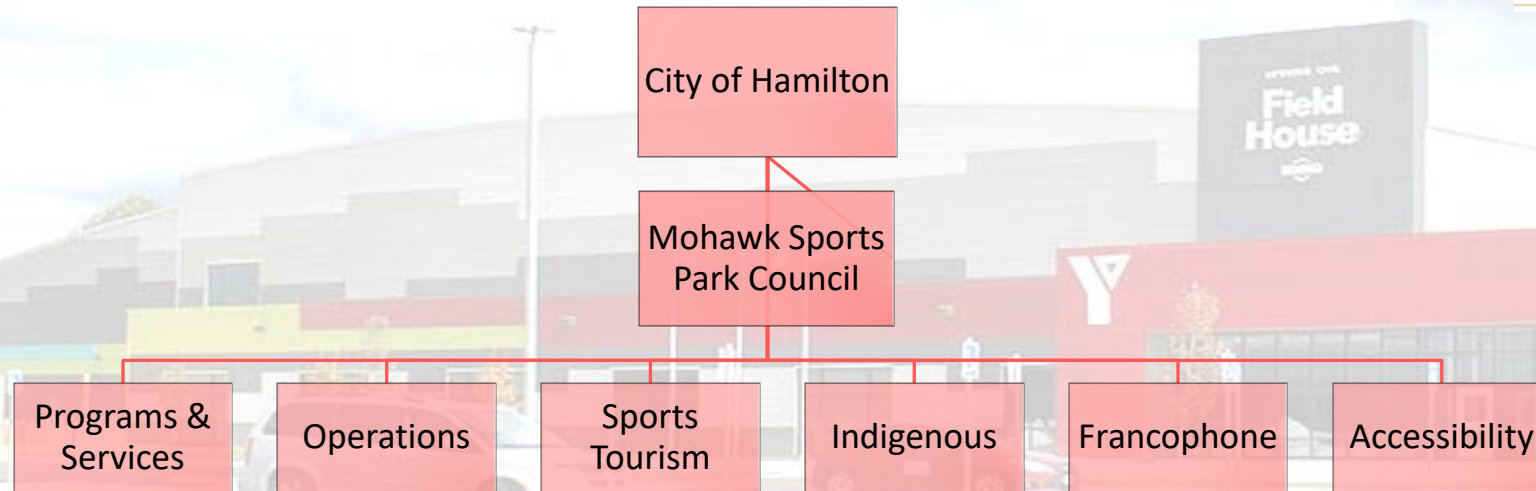 City of Hamilton
Field
House
Mohawk Sports
Park Council
Y
Programs &
Services
Operations
Sports
Tourism
Indigenous
Francophone
Accessibility